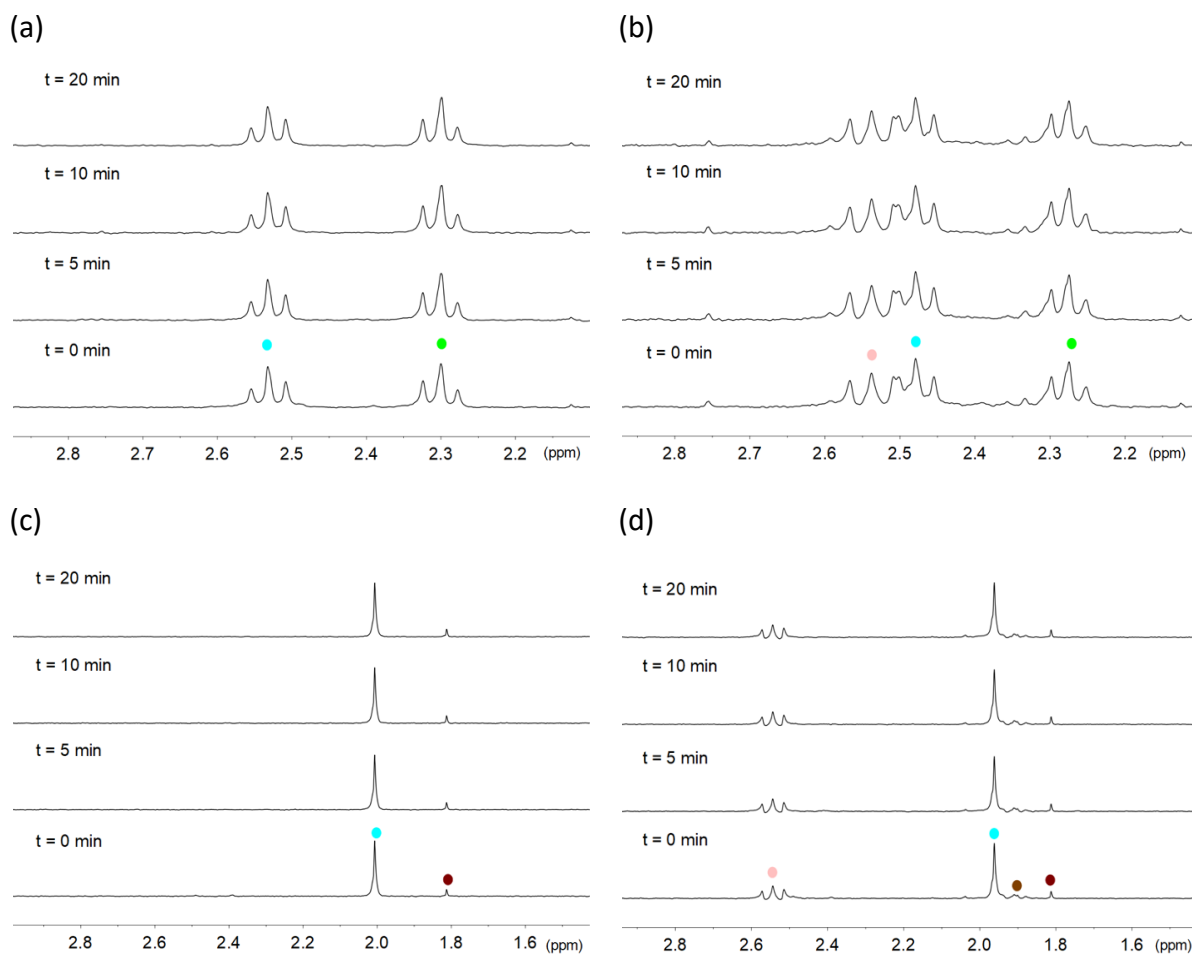 (a)
t = 20 min
t = 10 min
t = 5 min
t = 0 min
2.8 2.7 2.6 2.5 2.4 2.3 2.2 (ppm)
(b)
t = 20 min
t = 10 min
t = 5 min
t = 0 min
2.8 2.7 2.6 2.5 2.4 2.3 2.2 (ppm)
(c)
t = 20 min
t = 10 min
t = 5 min
t = 0 min
2.8 2.6 2.4 2.2 2.0 1.8 1.6 (ppm)
(d)
t = 20 min
t = 10 min
t = 5 min
t = 0 min
2.8 2.6 2.4 2.2 2.0 1.8 1.6 (ppm)